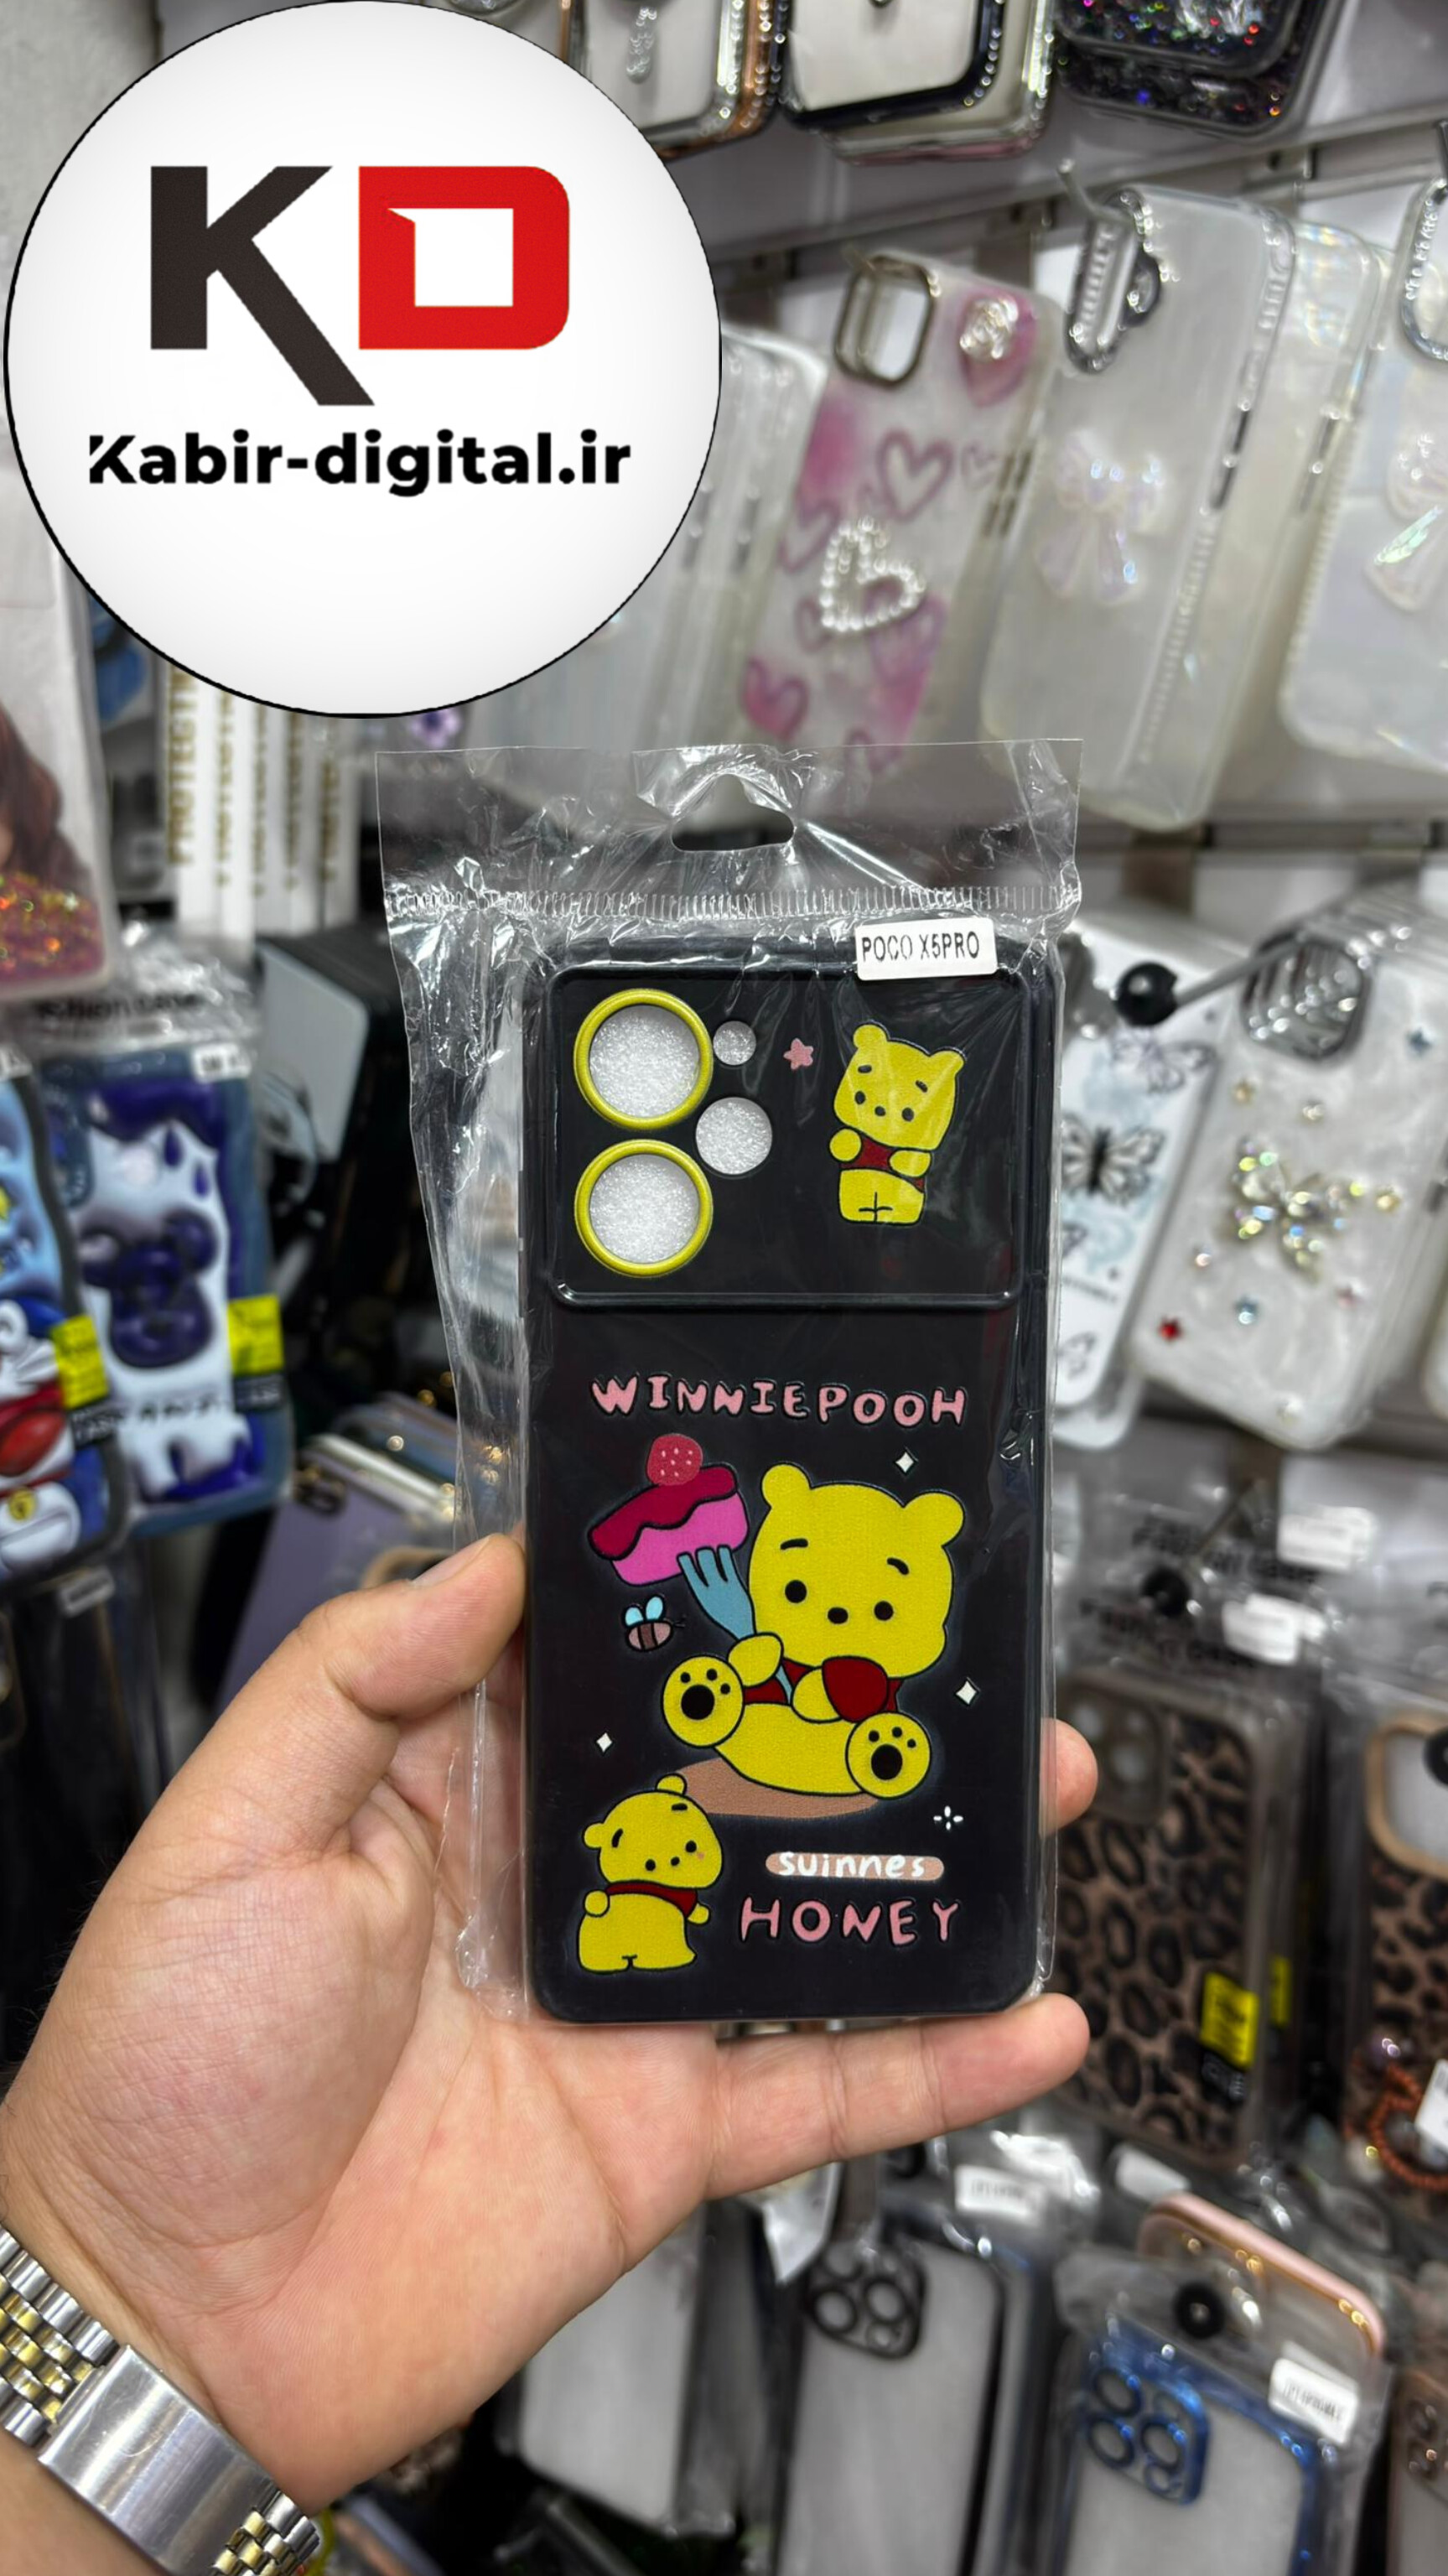 KD
Kabir-digital.ir
POCO X5PRO
WINNIEPOOH
suinnes
HONEY